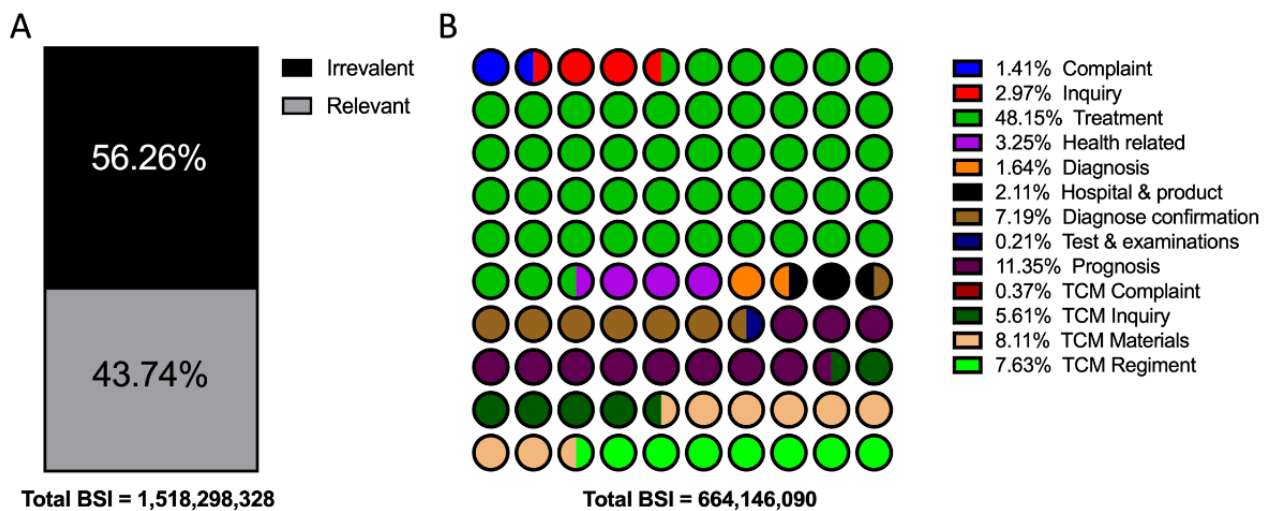 A
56.26%
43.74%
Irrevalent
Relevant
Total BSI = 1,518,298,328
B
1.41% Complaint
2.97% Inquiry
48.15% Treatment
3.25% Health related
1.64% Diagnosis
2.11% Hospital & product
7.19% Diagnose confirmation
0.21% Test & examinations
11.35% Prognosis
0.37% TCM Complaint
5.61% TCM Inquiry
8.11% TCM Materials
7.63% TCM Regiment
Total BSI = 664,146,090